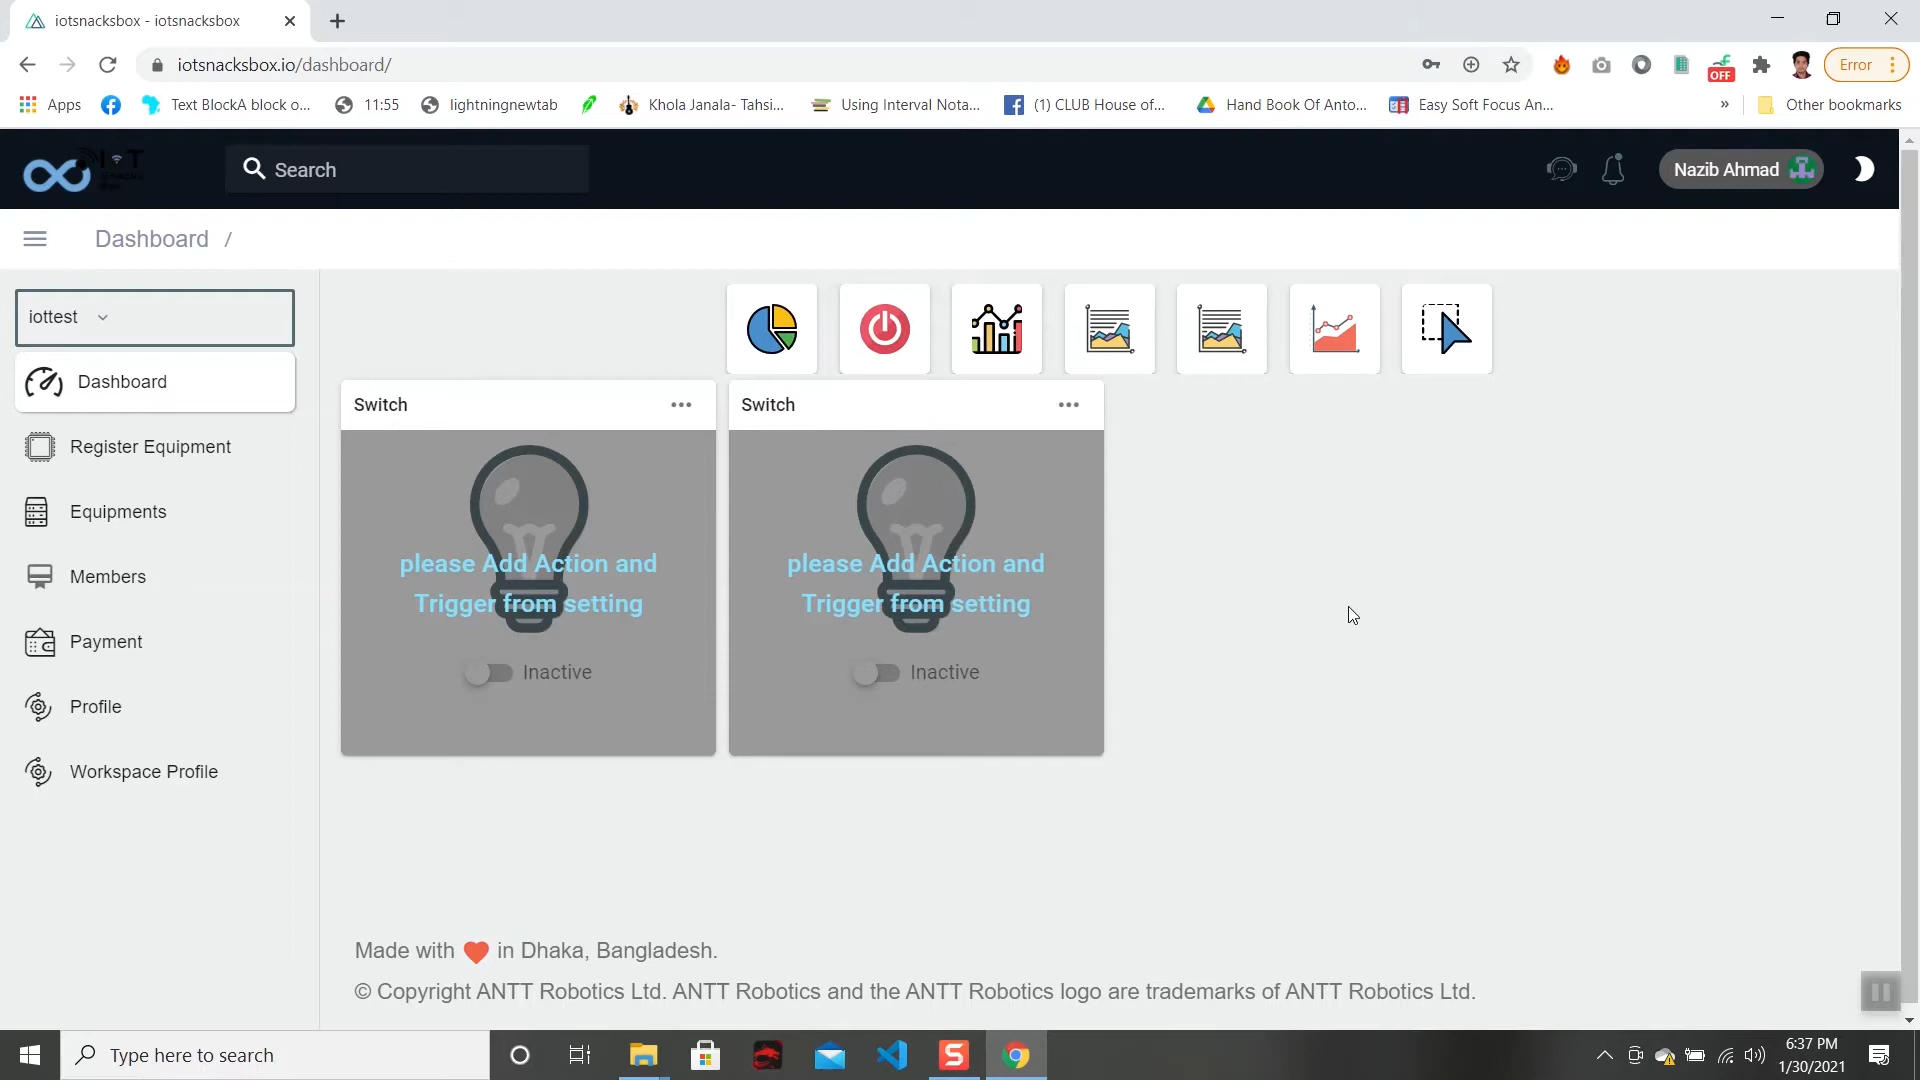 iotsnacksbox - iotsnacksbox
iotsnacksbox.io/dashboard/
OFF
Error
Apps
Text BlockA block o...
11:55
lightningnewtab
Khola Janala- Tahsi...
Using Interval Nota...
(1) CLUB House of...
Hand Book Of Anto...
Easy Soft Focus An...
»
Other bookmarks
Search
Nazib Ahmad
Dashboard /
iottest
Dashboard
Register Equipment
Equipments
Members
Payment
Profile
Workspace Profile
Switch
please Add Action and
Trigger from setting
Inactive
Switch
please Add Action and
Trigger from setting
Inactive
Made with in Dhaka, Bangladesh.
© Copyright ANTT Robotics Ltd. ANTT Robotics and the ANTT Robotics logo are trademarks of ANTT Robotics Ltd.
Type here to search
6:37 PM
1/30/2021